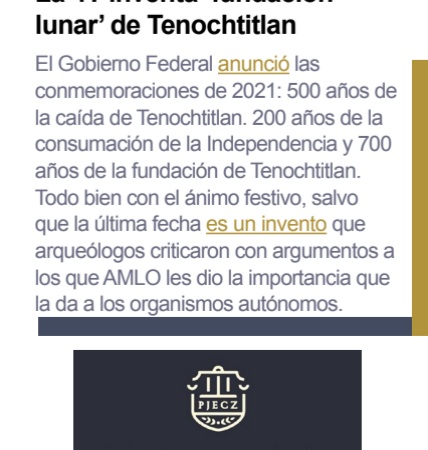 lunar’ de Tenochtitlan
El Gobierno Federal anunció las
conmemoraciones de 2021: 500 años de
la caída de Tenochtitlan. 200 años de la
consumación de la Independencia y 700
años de la fundación de Tenochtitlan.
Todo bien con el ánimo festivo, salvo
que la última fecha es un invento que
arqueólogos criticaron con argumentos a
los que AMLO les dio la importancia que
la da a los organismos autónomos.
PJECZ